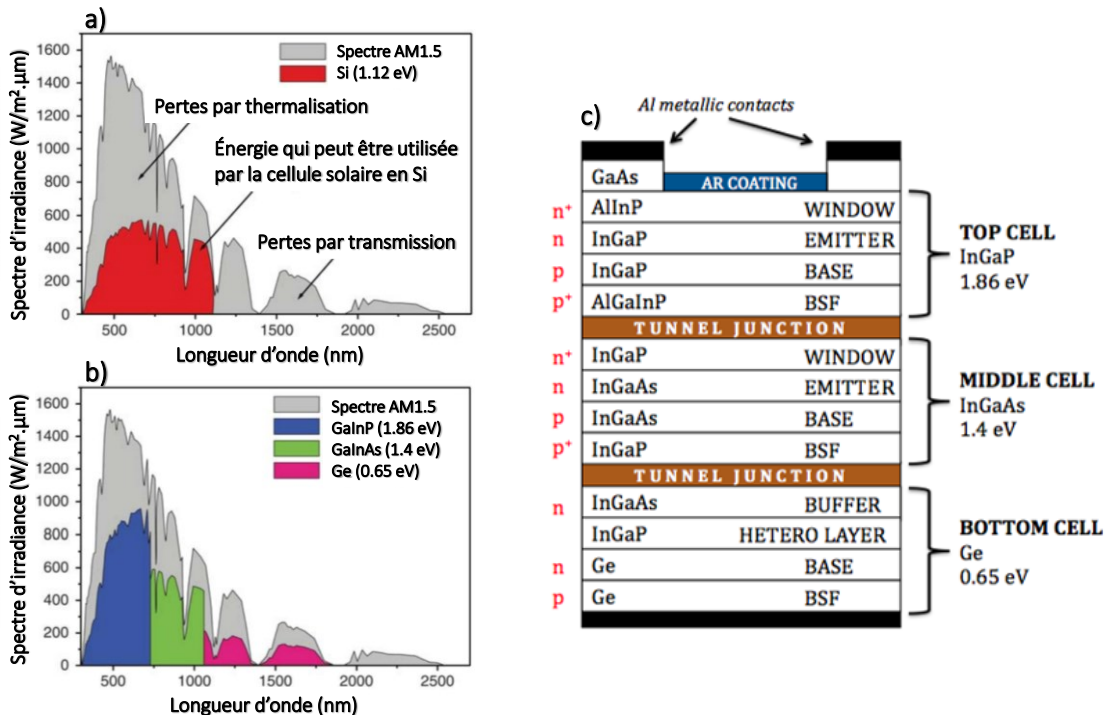 a)
1600
1400
1200
1000
800
600
400
200
0
500
1000
1500
2000
2500
Spectre d'irradiance (W/m².µm)
Longueur d'onde (nm)
Spectre AM1.5
Si (1.12 eV)
Pertes par thermalisation
Énergie qui peut être utilisée
par la cellule solaire en Si
Pertes par transmission
b)
1600
1400
1200
1000
800
600
400
200
0
500
1000
1500
2000
2500
Spectre d'irradiance (W/m².µm)
Longueur d'onde (nm)
Spectre AM1.5
GaInP (1.86 eV)
GaInAs (1.4 eV)
Ge (0.65 eV)
c)
Al metallic contacts
GaAs
AR COATING
n⁺ AlInP WINDOW
n InGaP EMITTER
p InGaP BASE
p⁺ AlGaInP BSF
TOP CELL
InGaP
1.86 eV
TUNNEL JUNCTION
n⁺ InGaP WINDOW
n InGaAs EMITTER
p InGaAs BASE
p⁺ InGaP BSF
MIDDLE CELL
InGaAs
1.4 eV
TUNNEL JUNCTION
n InGaAs BUFFER
InGaP HETERO LAYER
n Ge BASE
p Ge BSF
BOTTOM CELL
Ge
0.65 eV